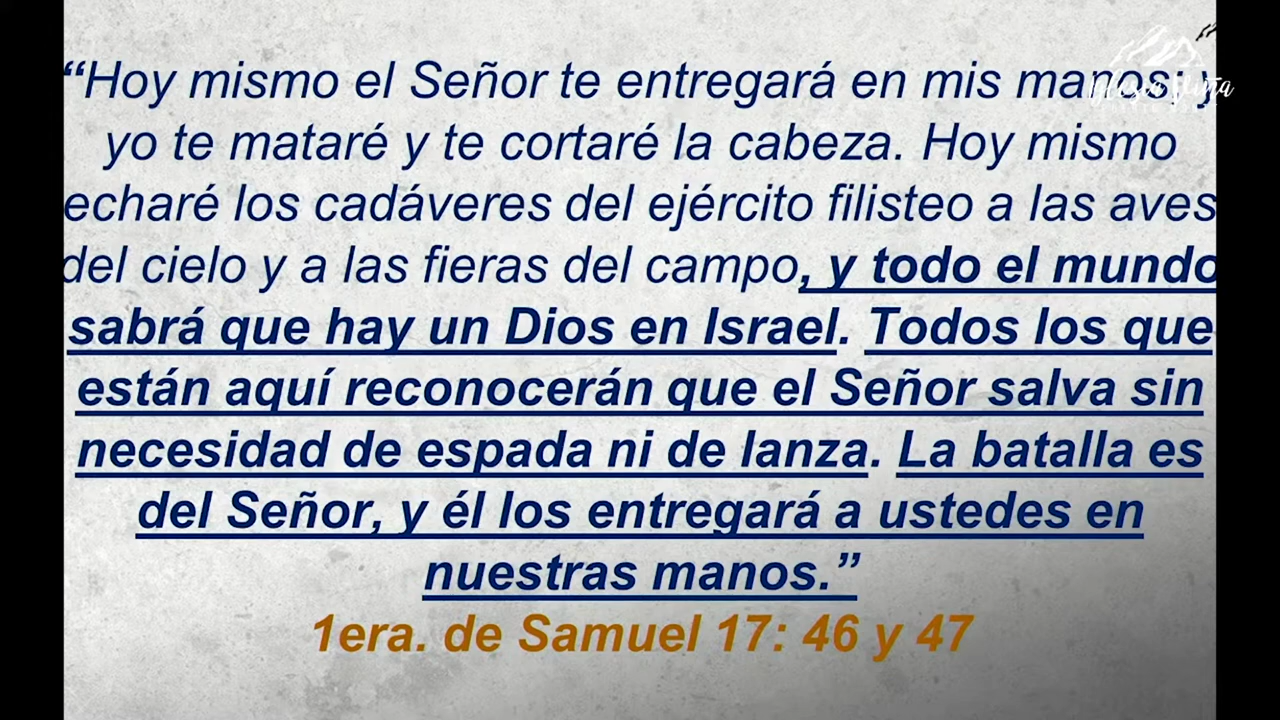 “Hoy mismo el Señor te entregará en mis manos; y
yo te mataré y te cortaré la cabeza. Hoy mismo
echaré los cadáveres del ejército filisteo a las aves
del cielo y a las fieras del campo, y todo el mundo
sabrá que hay un Dios en Israel. Todos los que
están aquí reconocerán que el Señor salva sin
necesidad de espada ni de lanza. La batalla es
del Señor, y él los entregará a ustedes en
nuestras manos.”
1era. de Samuel 17: 46 y 47